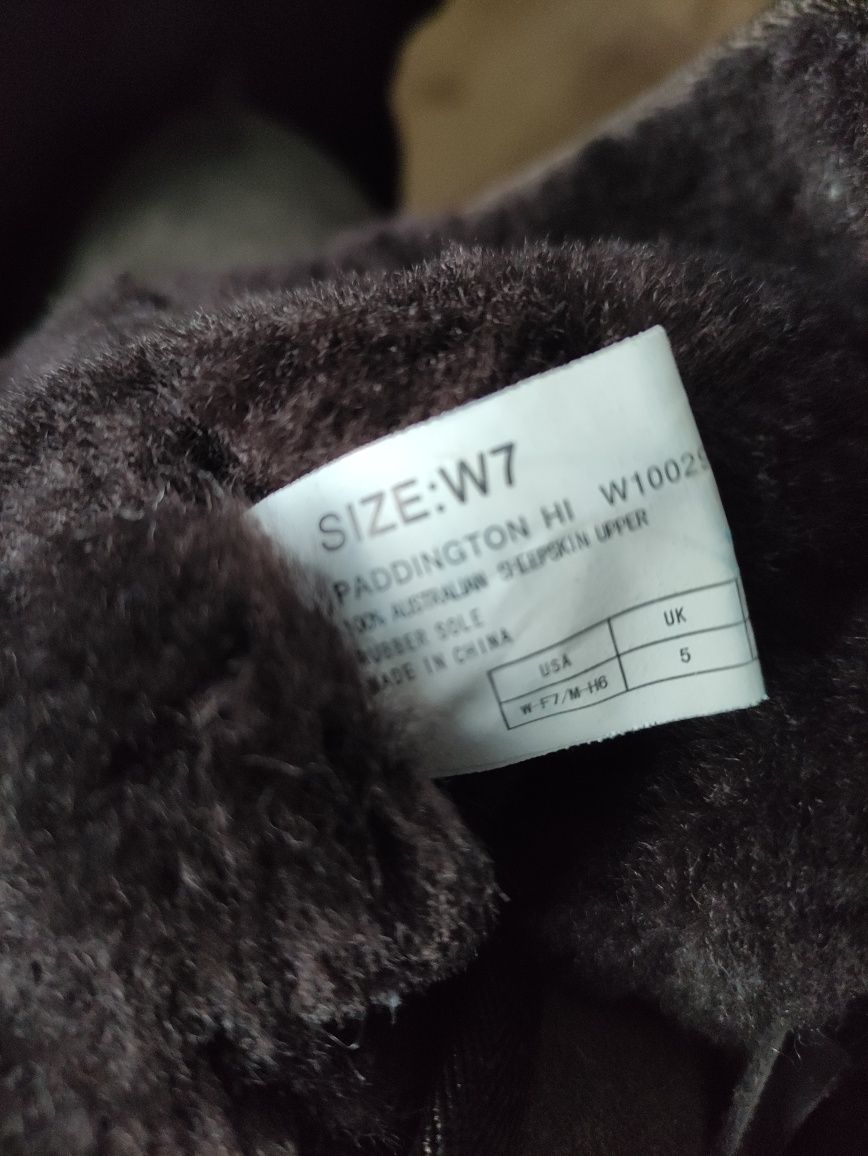 SIZE:W7
PADDINGTON HI W1002
100% AUSTRALIAN SHEEPSKIN UPPER
RUBBER SOLE
MADE IN CHINA
USA UK
W-F7/M-H6 5